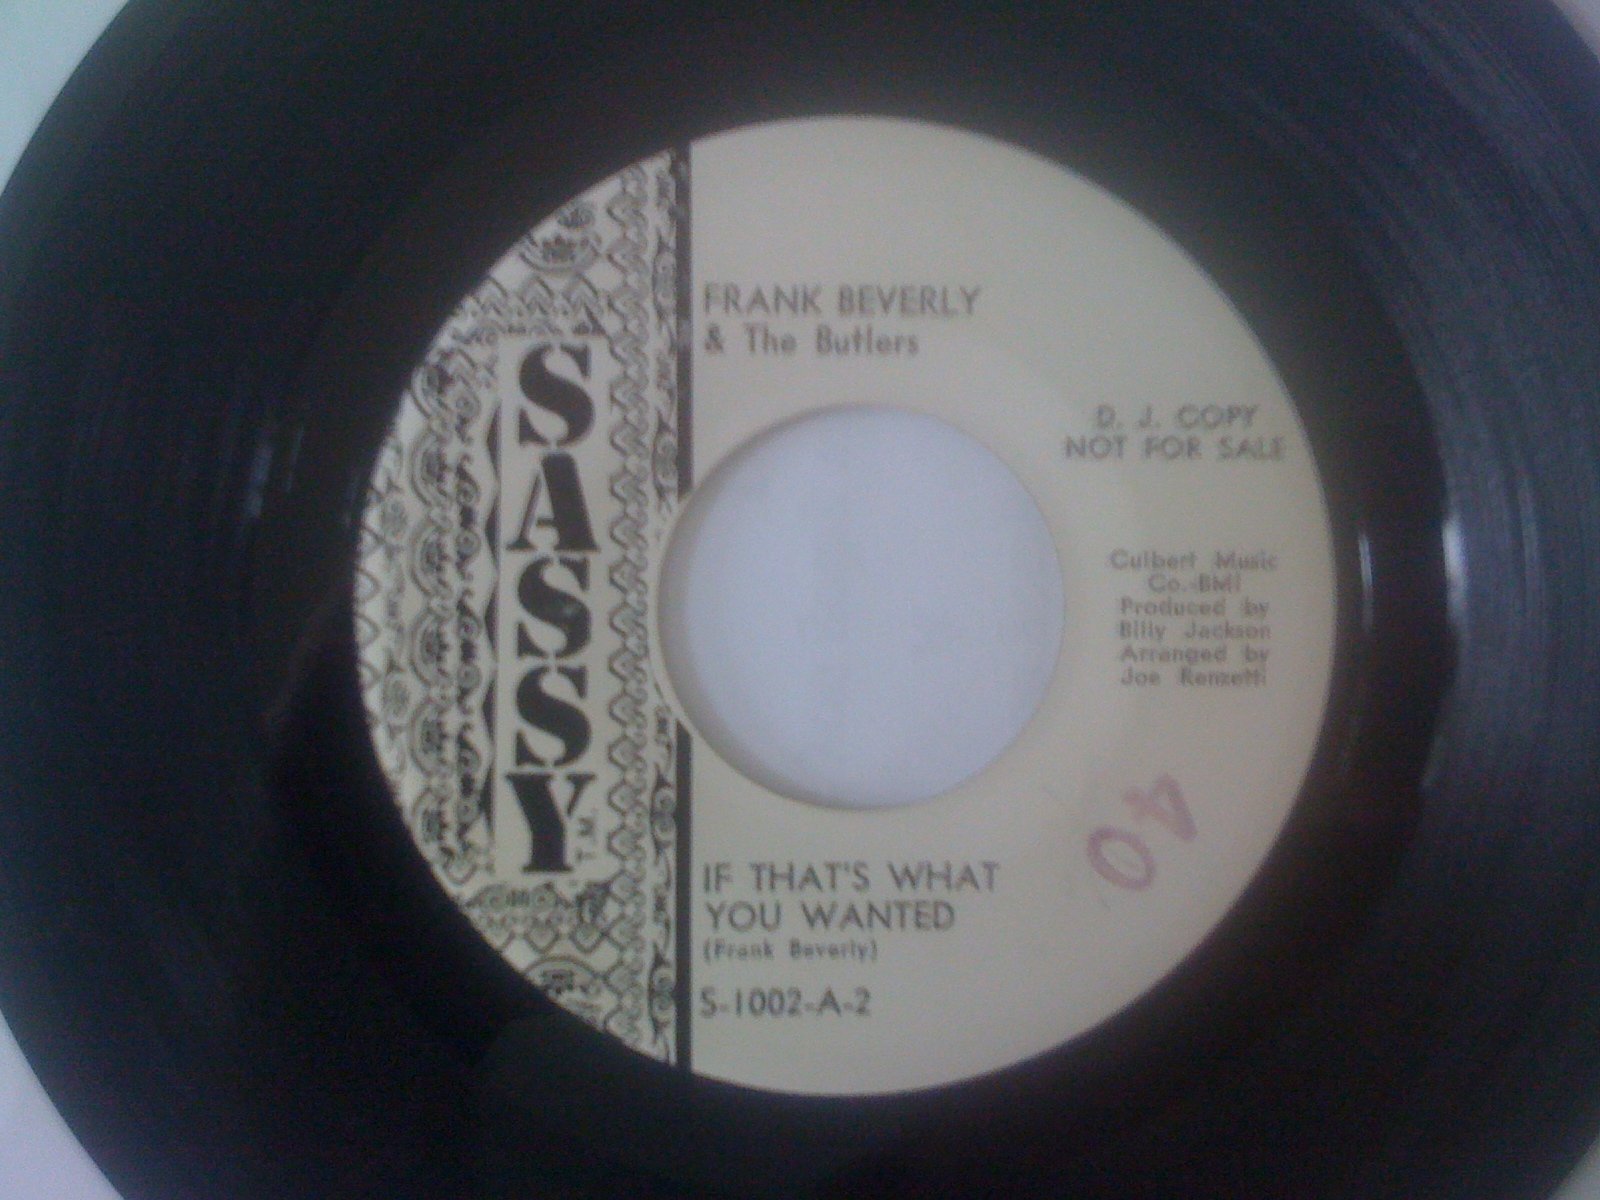 SASSY
T.M.
FRANK BEVERLY
& The Butlers
D. J. COPY
NOT FOR SALE
Culbert Music
Co.-BMI
Produced by
Billy Jackson
Arranged by
Joe Renzetti
40
IF THAT'S WHAT
YOU WANTED
(Frank Beverly)
S-1002-A-2